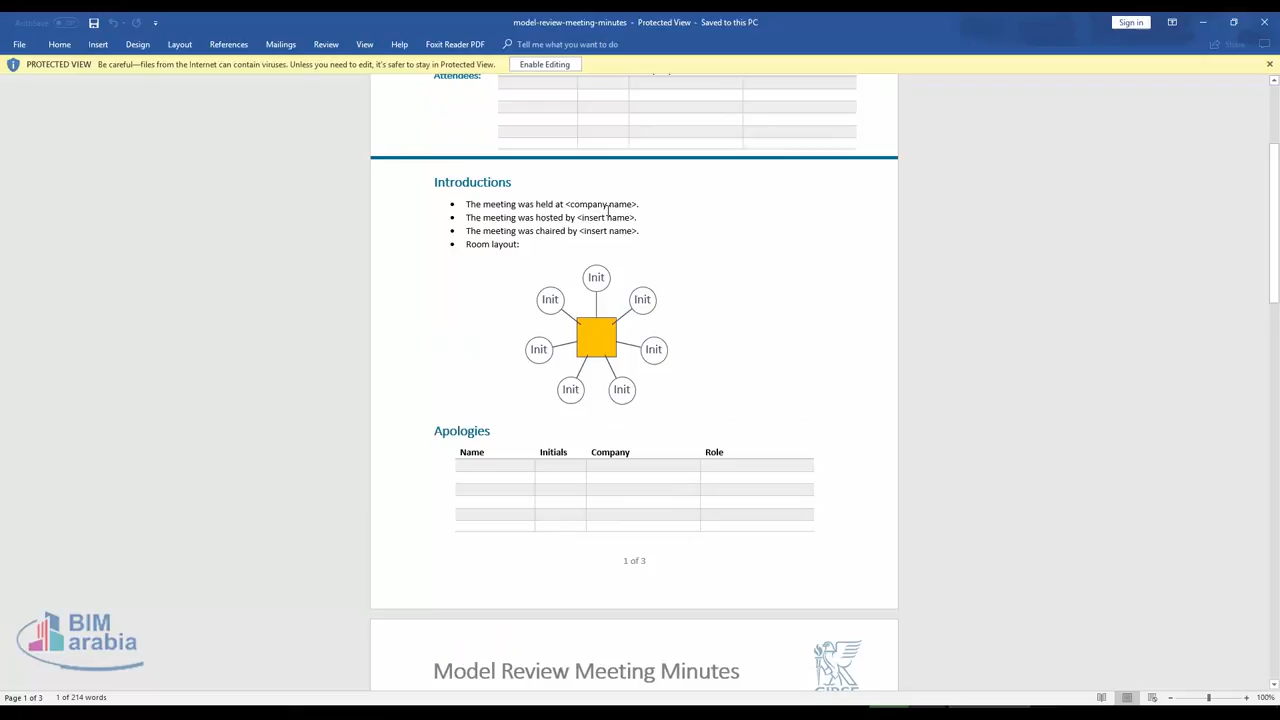 AutoSave Off
model-review-meeting-minutes - Protected View - Saved to this PC
Sign in
File Home Insert Design Layout References Mailings Review View Help Foxit Reader PDF Tell me what you want to do Share
PROTECTED VIEW Be careful—files from the Internet can contain viruses. Unless you need to edit, it's safer to stay in Protected View. Enable Editing
Attendees:
Introductions
• The meeting was held at <company name>.
• The meeting was hosted by <insert name>.
• The meeting was chaired by <insert name>.
• Room layout:
Init
Init Init
Init Init
Init Init
Apologies
Name Initials Company Role
1 of 3
BIM
arabia
Model Review Meeting Minutes
CIBSE
Page 1 of 3 1 of 214 words 100%